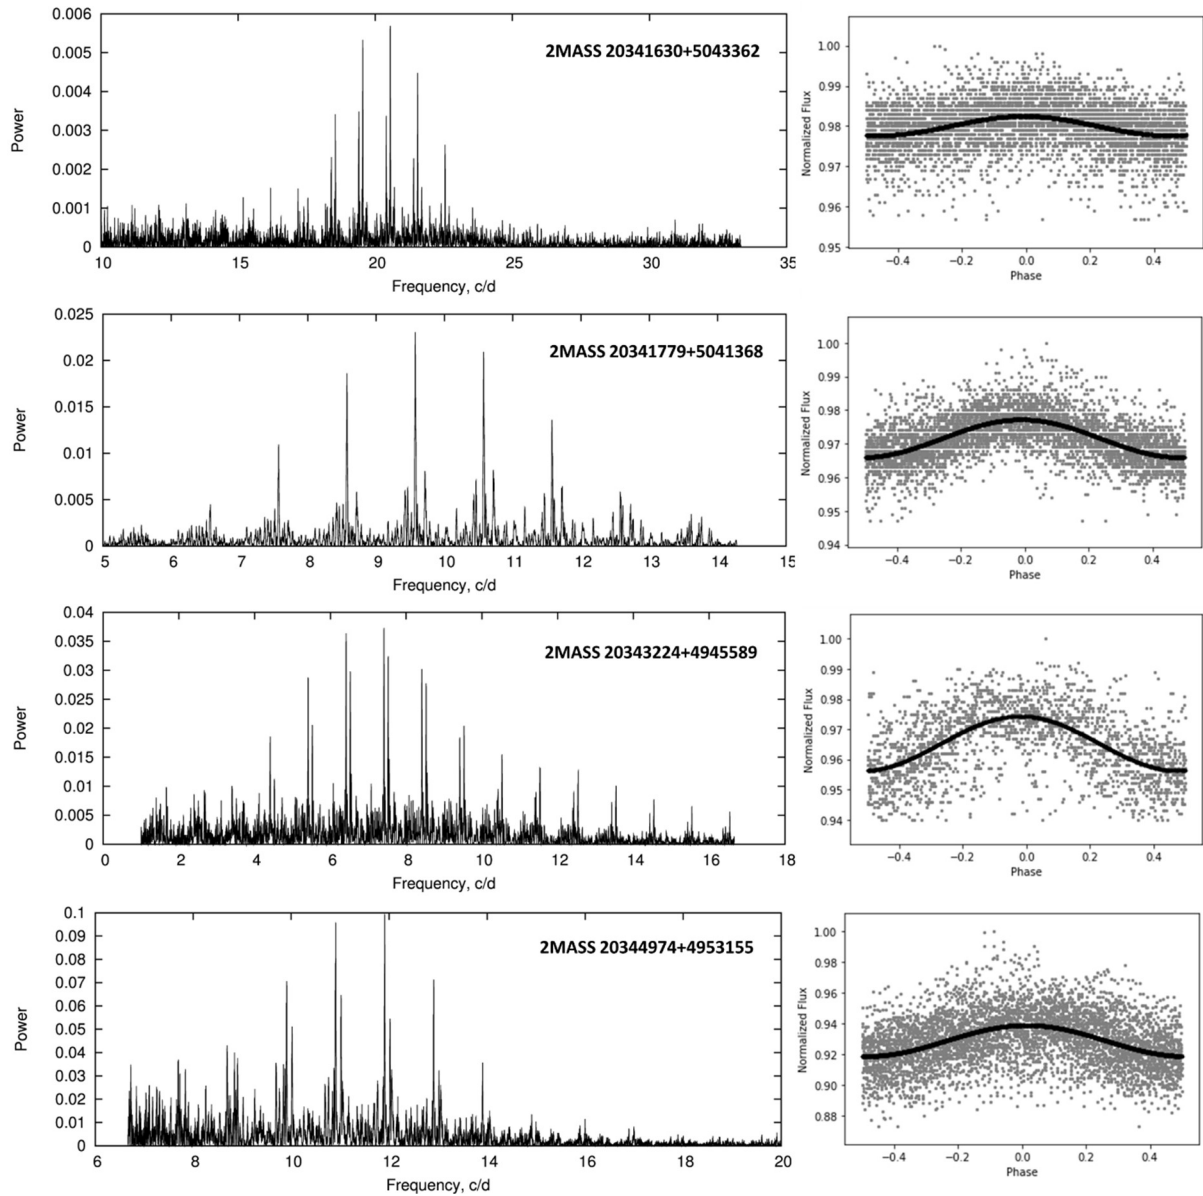 0.006
0.005
0.004
0.003
0.002
0.001
0
Power
2MASS 20341630+5043362
10 15 20 25 30 35
Frequency, c/d
1.00
0.99
0.98
0.97
0.96
0.95
Normalized Flux
−0.4 −0.2 0.0 0.2 0.4
Phase
0.025
0.02
0.015
0.01
0.005
0
Power
2MASS 20341779+5041368
5 6 7 8 9 10 11 12 13 14 15
Frequency, c/d
1.00
0.99
0.98
0.97
0.96
0.95
0.94
Normalized Flux
−0.4 −0.2 0.0 0.2 0.4
Phase
0.04
0.035
0.03
0.025
0.02
0.015
0.01
0.005
0
Power
2MASS 20343224+4945589
0 2 4 6 8 10 12 14 16 18
Frequency, c/d
1.00
0.99
0.98
0.97
0.96
0.95
0.94
Normalized Flux
−0.4 −0.2 0.0 0.2 0.4
Phase
0.1
0.09
0.08
0.07
0.06
0.05
0.04
0.03
0.02
0.01
0
Power
2MASS 20344974+4953155
6 8 10 12 14 16 18 20
Frequency, c/d
1.00
0.98
0.96
0.94
0.92
0.90
0.88
Normalized Flux
−0.4 −0.2 0.0 0.2 0.4
Phase